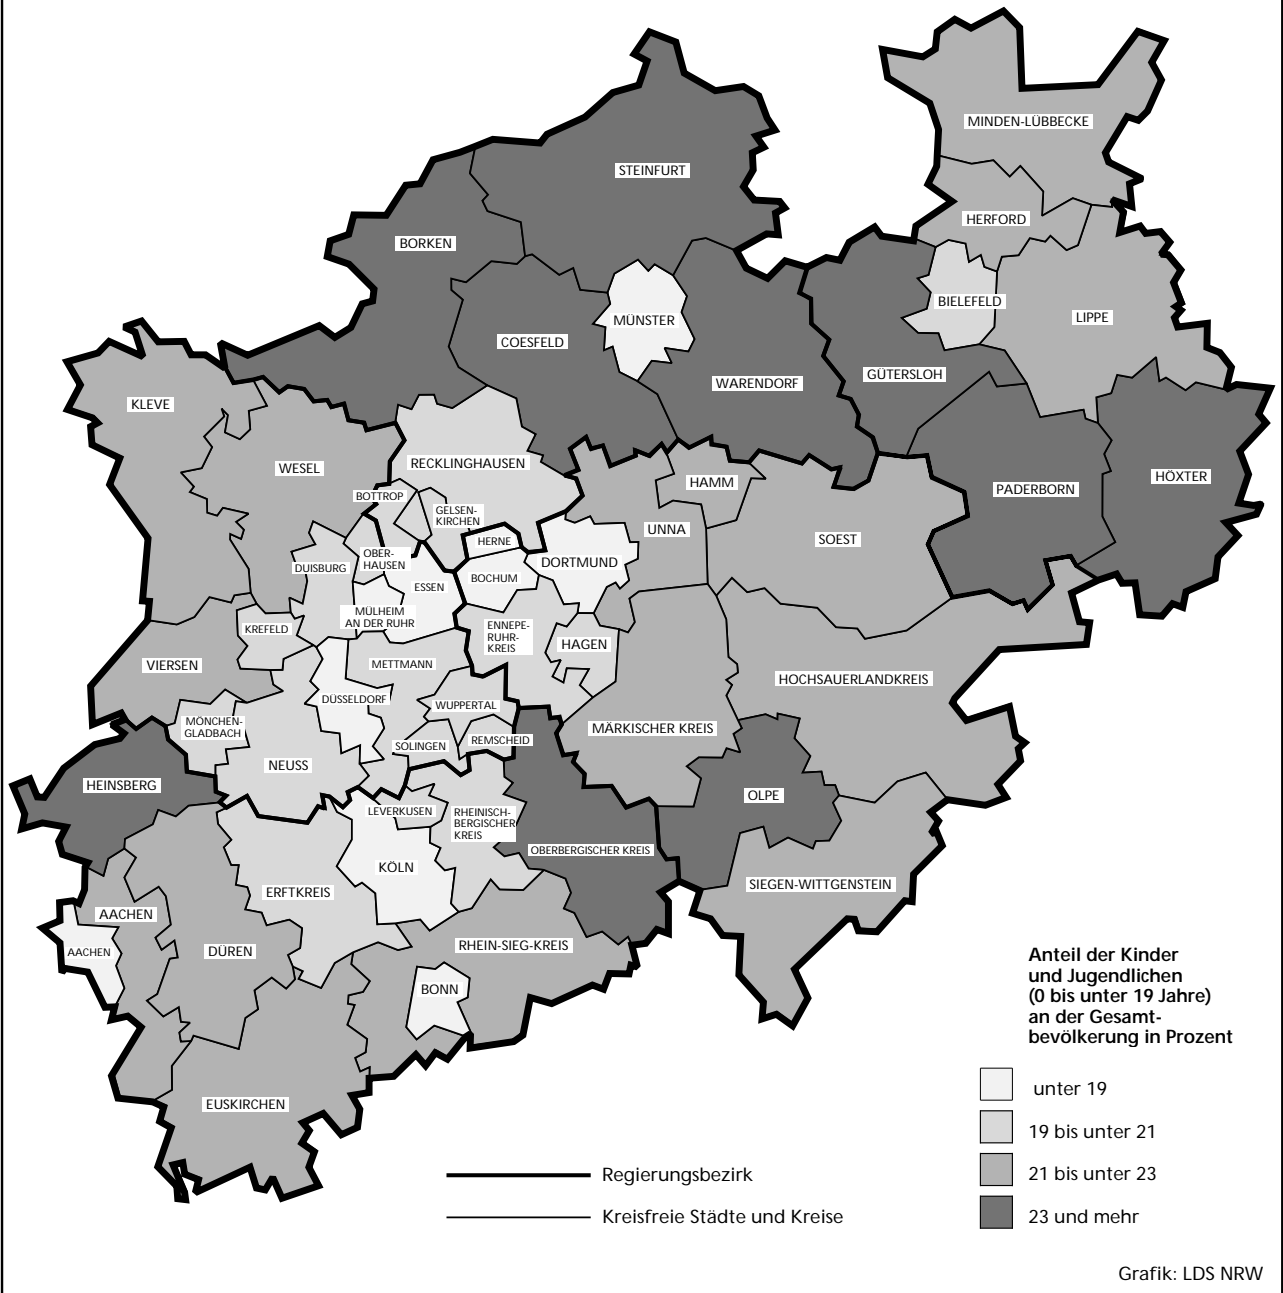 MINDEN-LÜBBECKE
STEINFURT
HERFORD
BORKEN
BIELEFELD
LIPPE
MÜNSTER
COESFELD
GÜTERSLOH
WARENDORF
KLEVE
RECKLINGHAUSEN
WESEL
HÖXTER
HAMM
PADERBORN
BOTTROP
GELSEN-
KIRCHEN
UNNA
SOEST
HERNE
OBER-
HAUSEN
DORTMUND
DUISBURG
BOCHUM
ESSEN
MÜLHEIM
AN DER RUHR
KREFELD
ENNEPE-
RUHR-
KREIS
HAGEN
VIERSEN
METTMANN
HOCHSAUERLANDKREIS
DÜSSELDORF
WUPPERTAL
MÖNCHEN-
GLADBACH
MÄRKISCHER KREIS
SOLINGEN
REMSCHEID
NEUSS
HEINSBERG
OLPE
LEVERKUSEN
RHEINISCH-
BERGISCHER
KREIS
OBERBERGISCHER KREIS
KÖLN
SIEGEN-WITTGENSTEIN
ERFTKREIS
AACHEN
RHEIN-SIEG-KREIS
AACHEN
DÜREN
BONN
EUSKIRCHEN
Anteil der Kinder
und Jugendlichen
(0 bis unter 19 Jahre)
an der Gesamt-
bevölkerung in Prozent
unter 19
19 bis unter 21
21 bis unter 23
23 und mehr
Regierungsbezirk
Kreisfreie Städte und Kreise
Grafik: LDS NRW